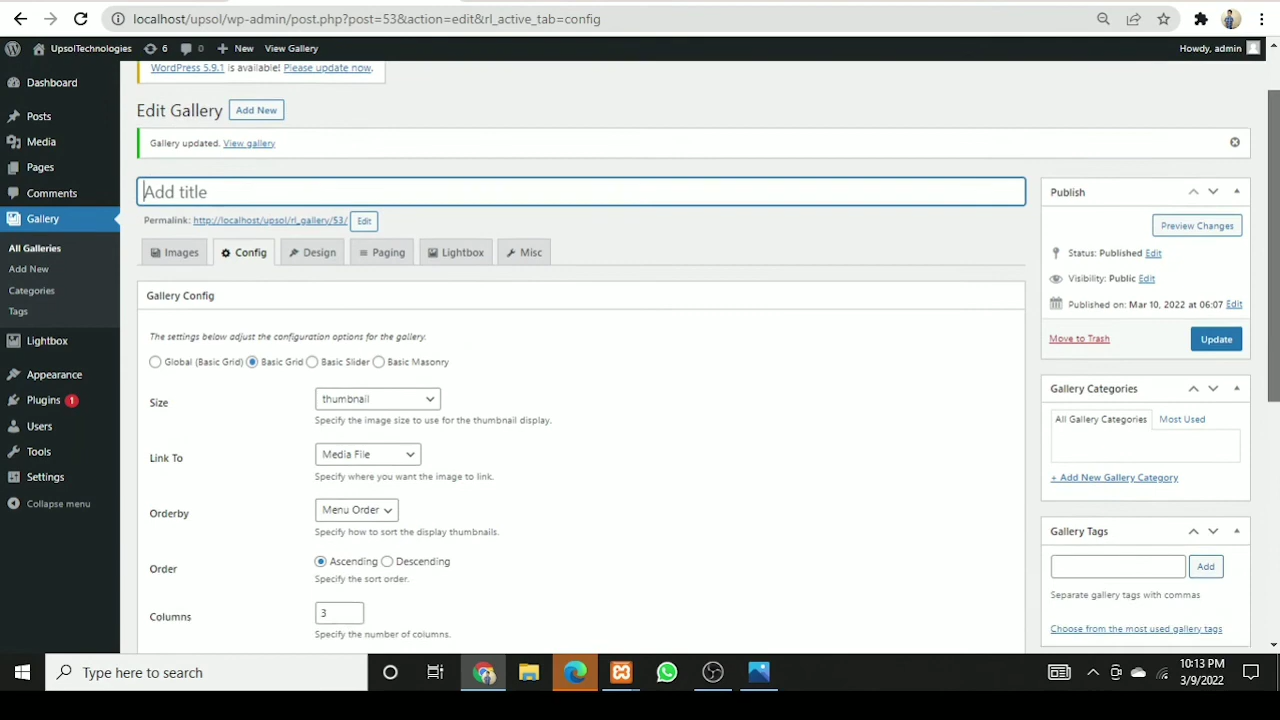 localhost/upsol/wp-admin/post.php?post=53&action=edit&rl_active_tab=config
UpsolTechnologies 6 0 New View Gallery Howdy, admin
WordPress 5.9.1 is available! Please update now.
Dashboard
Posts
Media
Pages
Comments
Gallery
All Galleries
Add New
Categories
Tags
Lightbox
Appearance
Plugins 1
Users
Tools
Settings
Collapse menu
Edit Gallery Add New
Gallery updated. View gallery
Add title
Permalink: http://localhost/upsol/rl_gallery/53/ Edit
Images Config Design Paging Lightbox Misc
Gallery Config
The settings below adjust the configuration options for the gallery.
Global (Basic Grid) Basic Grid Basic Slider Basic Masonry
Size thumbnail
Specify the image size to use for the thumbnail display.
Link To Media File
Specify where you want the image to link.
Orderby Menu Order
Specify how to sort the display thumbnails.
Order Ascending Descending
Specify the sort order.
Columns 3
Specify the number of columns.
Publish
Preview Changes
Status: Published Edit
Visibility: Public Edit
Published on: Mar 10, 2022 at 06:07 Edit
Move to Trash Update
Gallery Categories
All Gallery Categories Most Used
+ Add New Gallery Category
Gallery Tags
Add
Separate gallery tags with commas
Choose from the most used gallery tags
Type here to search
10:13 PM
3/9/2022